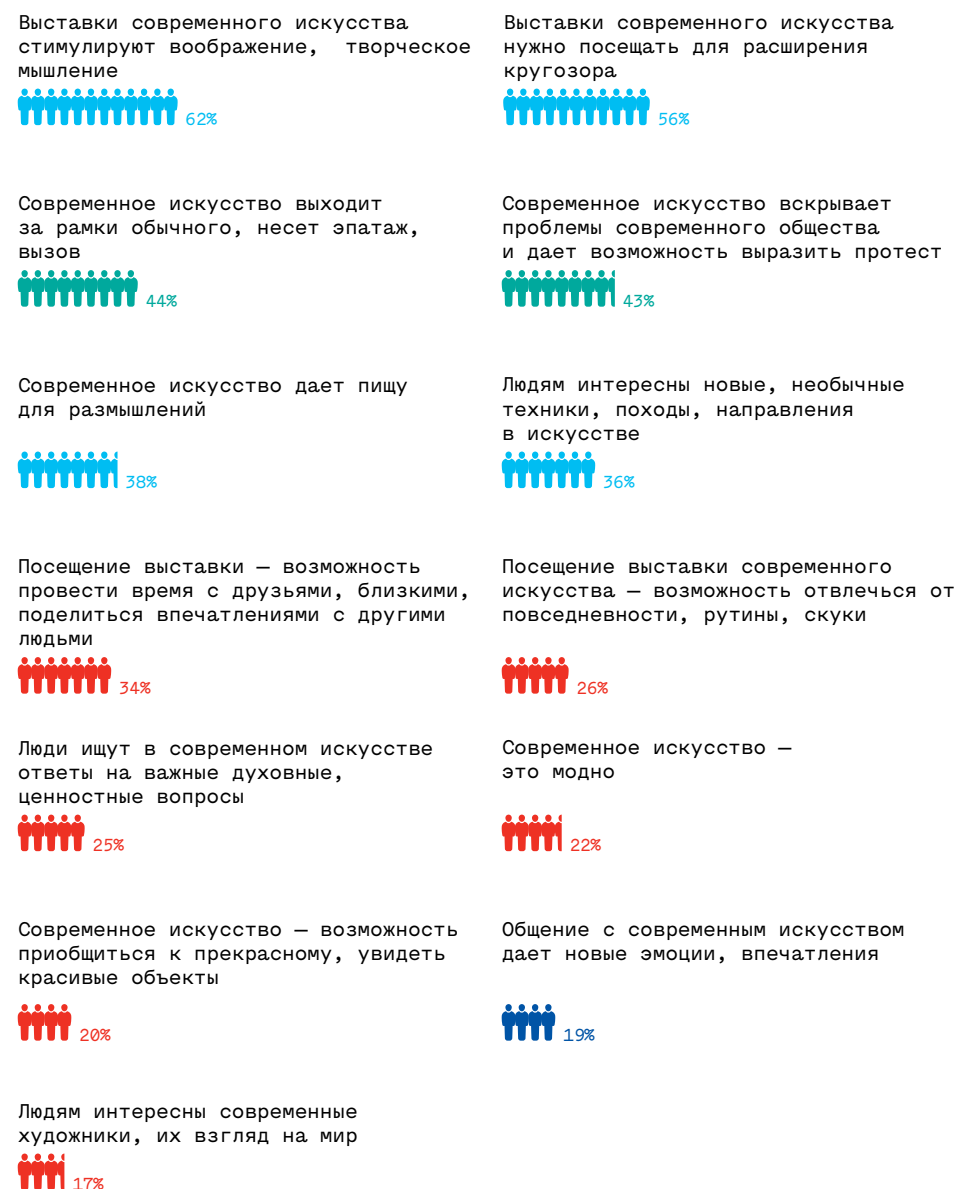 Выставки современного искусства
стимулируют воображение,  творческое
мышление
62%
Выставки современного искусства
нужно посещать для расширения
кругозора
56%
Современное искусство выходит
за рамки обычного, несет эпатаж,
вызов
44%
Современное искусство вскрывает
проблемы современного общества
и дает возможность выразить протест
43%
Современное искусство дает пищу
для размышлений
38%
Людям интересны новые, необычные
техники, походы, направления
в искусстве
36%
Посещение выставки — возможность
провести время с друзьями, близкими,
поделиться впечатлениями с другими
людьми
34%
Посещение выставки современного
искусства — возможность отвлечься от
повседневности, рутины, скуки
26%
Люди ищут в современном искусстве
ответы на важные духовные,
ценностные вопросы
25%
Современное искусство —
это модно
22%
Современное искусство — возможность
приобщиться к прекрасному, увидеть
красивые объекты
20%
Общение с современным искусством
дает новые эмоции, впечатления
19%
Людям интересны современные
художники, их взгляд на мир
17%